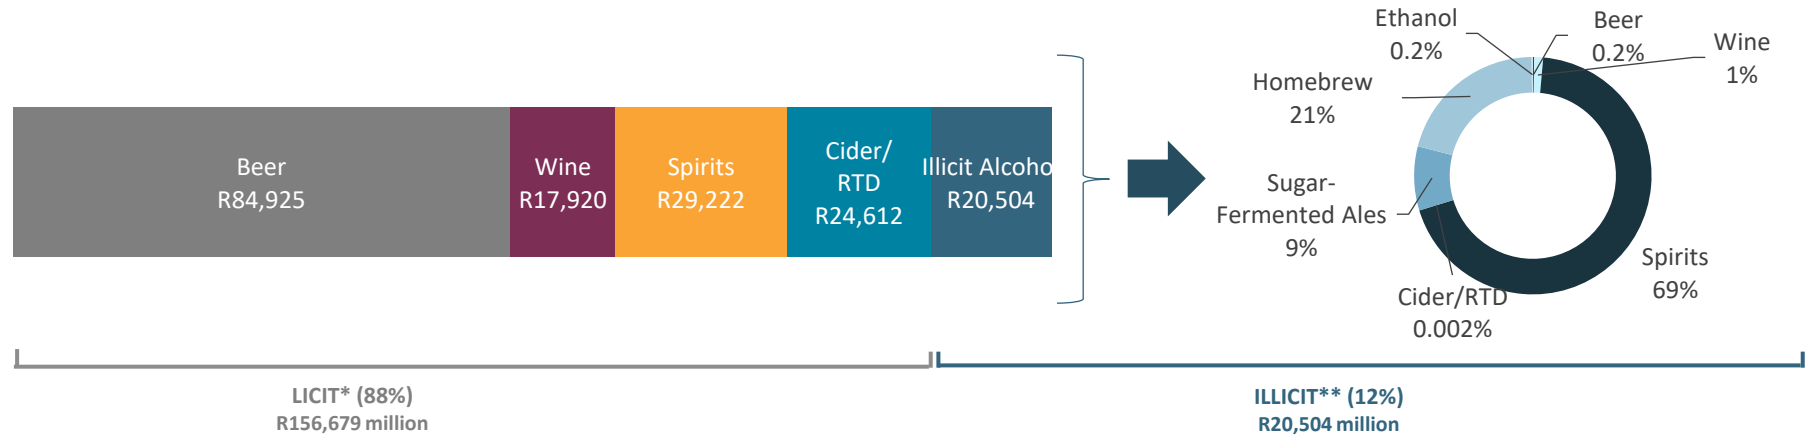 Beer
R84,925
Wine
R17,920
Spirits
R29,222
Cider/
RTD
R24,612
Illicit Alcoho
R20,504
Ethanol
0.2%
Beer
0.2%
Wine
1%
Homebrew
21%
Sugar-
Fermented Ales
9%
Cider/RTD
0.002%
Spirits
69%
LICIT* (88%)
R156,679 million
ILLICIT** (12%)
R20,504 million